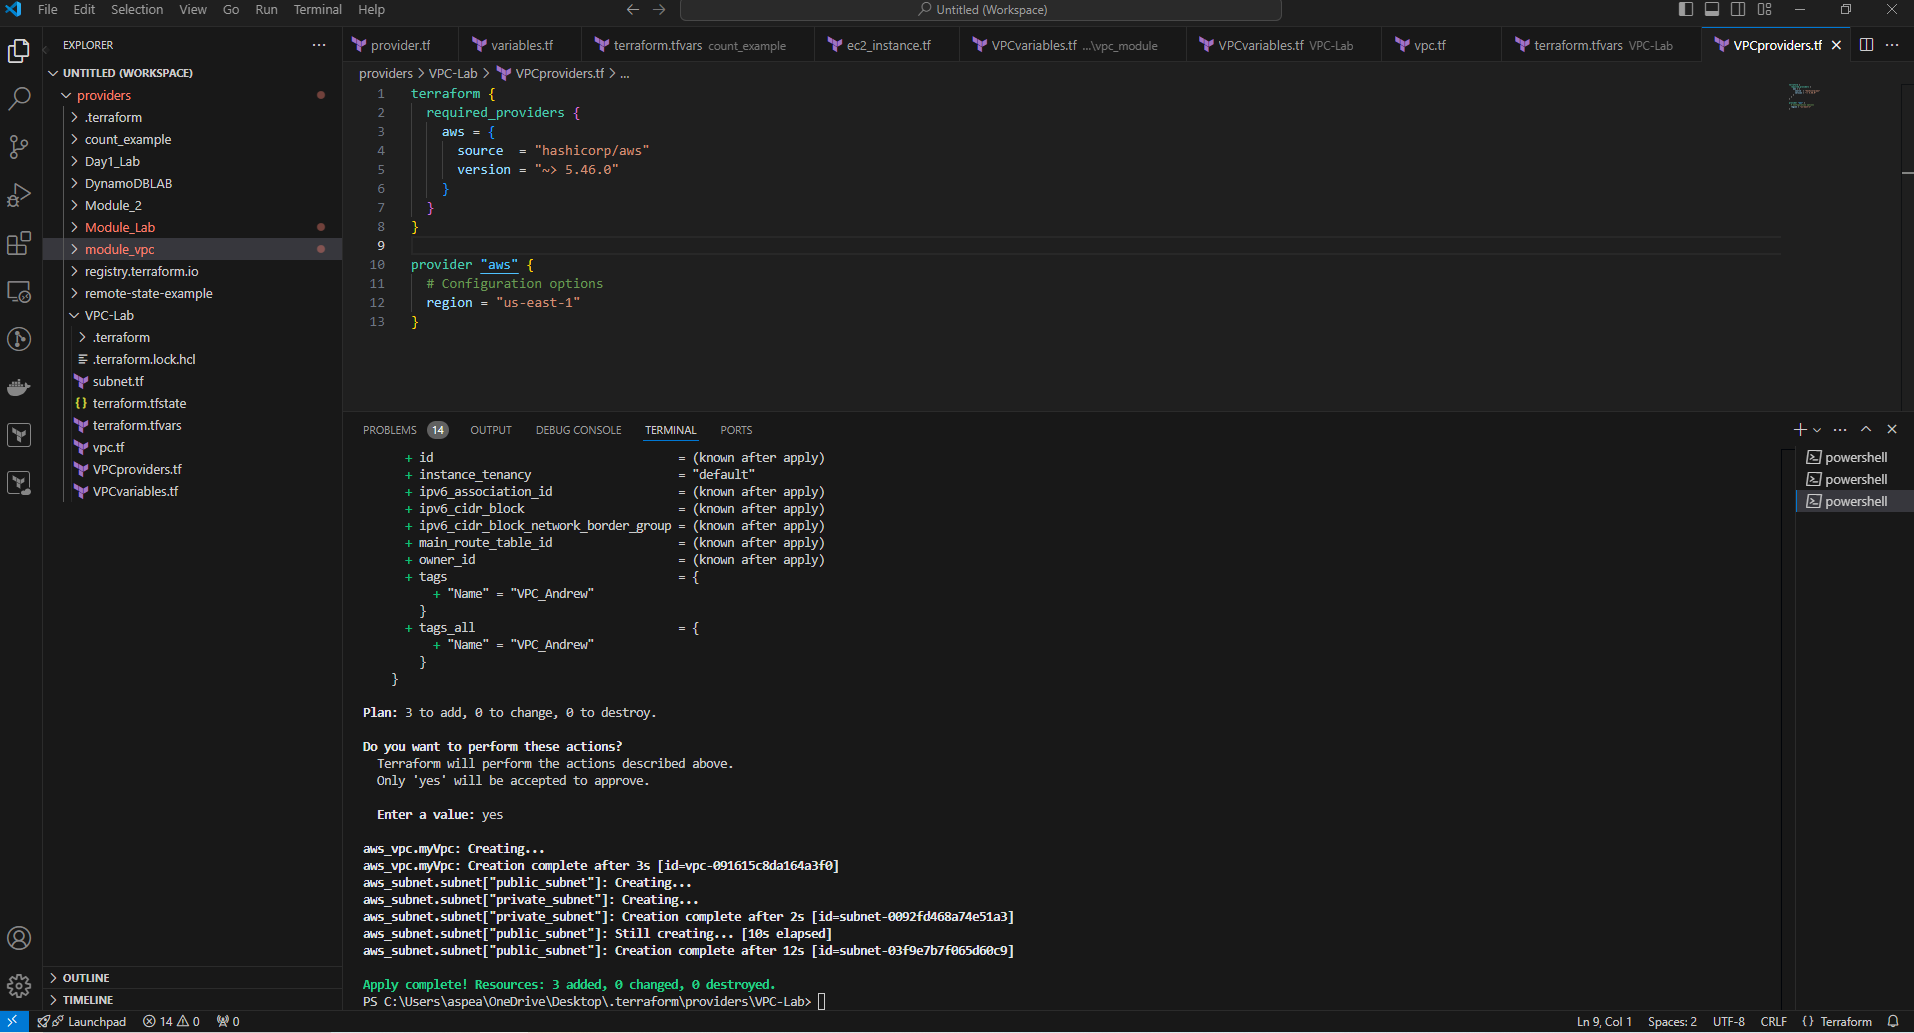 File Edit Selection View Go Run Terminal Help
Untitled (Workspace)
EXPLORER
UNTITLED (WORKSPACE)
providers
.terraform
count_example
Day1_Lab
DynamoDBLAB
Module_2
Module_Lab
module_vpc
registry.terraform.io
remote-state-example
VPC-Lab
.terraform
.terraform.lock.hcl
subnet.tf
terraform.tfstate
terraform.tfvars
vpc.tf
VPCproviders.tf
VPCvariables.tf
OUTLINE
TIMELINE
provider.tf variables.tf terraform.tfvars count_example ec2_instance.tf VPCvariables.tf ...\vpc_module VPCvariables.tf VPC-Lab vpc.tf terraform.tfvars VPC-Lab VPCproviders.tf
providers > VPC-Lab > VPCproviders.tf > ...
1 terraform {
2 required_providers {
3 aws = {
4 source  = "hashicorp/aws"
5 version = "~> 5.46.0"
6 }
7 }
8 }
9
10 provider "aws" {
11 # Configuration options
12 region = "us-east-1"
13 }
PROBLEMS 14 OUTPUT DEBUG CONSOLE TERMINAL PORTS
+ id = (known after apply)
+ instance_tenancy = "default"
+ ipv6_association_id = (known after apply)
+ ipv6_cidr_block = (known after apply)
+ ipv6_cidr_block_network_border_group = (known after apply)
+ main_route_table_id = (known after apply)
+ owner_id = (known after apply)
+ tags = {
+ "Name" = "VPC_Andrew"
}
+ tags_all = {
+ "Name" = "VPC_Andrew"
}
}
Plan: 3 to add, 0 to change, 0 to destroy.
Do you want to perform these actions?
Terraform will perform the actions described above.
Only 'yes' will be accepted to approve.
Enter a value: yes
aws_vpc.myVpc: Creating...
aws_vpc.myVpc: Creation complete after 3s [id=vpc-091615c8da164a3f0]
aws_subnet.subnet["public_subnet"]: Creating...
aws_subnet.subnet["private_subnet"]: Creating...
aws_subnet.subnet["private_subnet"]: Creation complete after 2s [id=subnet-0092fd468a74e51a3]
aws_subnet.subnet["public_subnet"]: Still creating... [10s elapsed]
aws_subnet.subnet["public_subnet"]: Creation complete after 12s [id=subnet-03f9e7b7f065d60c9]
Apply complete! Resources: 3 added, 0 changed, 0 destroyed.
PS C:\Users\aspea\OneDrive\Desktop\.terraform\providers\VPC-Lab>
powershell
powershell
powershell
Launchpad 14 0 0 Ln 9, Col 1 Spaces: 2 UTF-8 CRLF {} Terraform